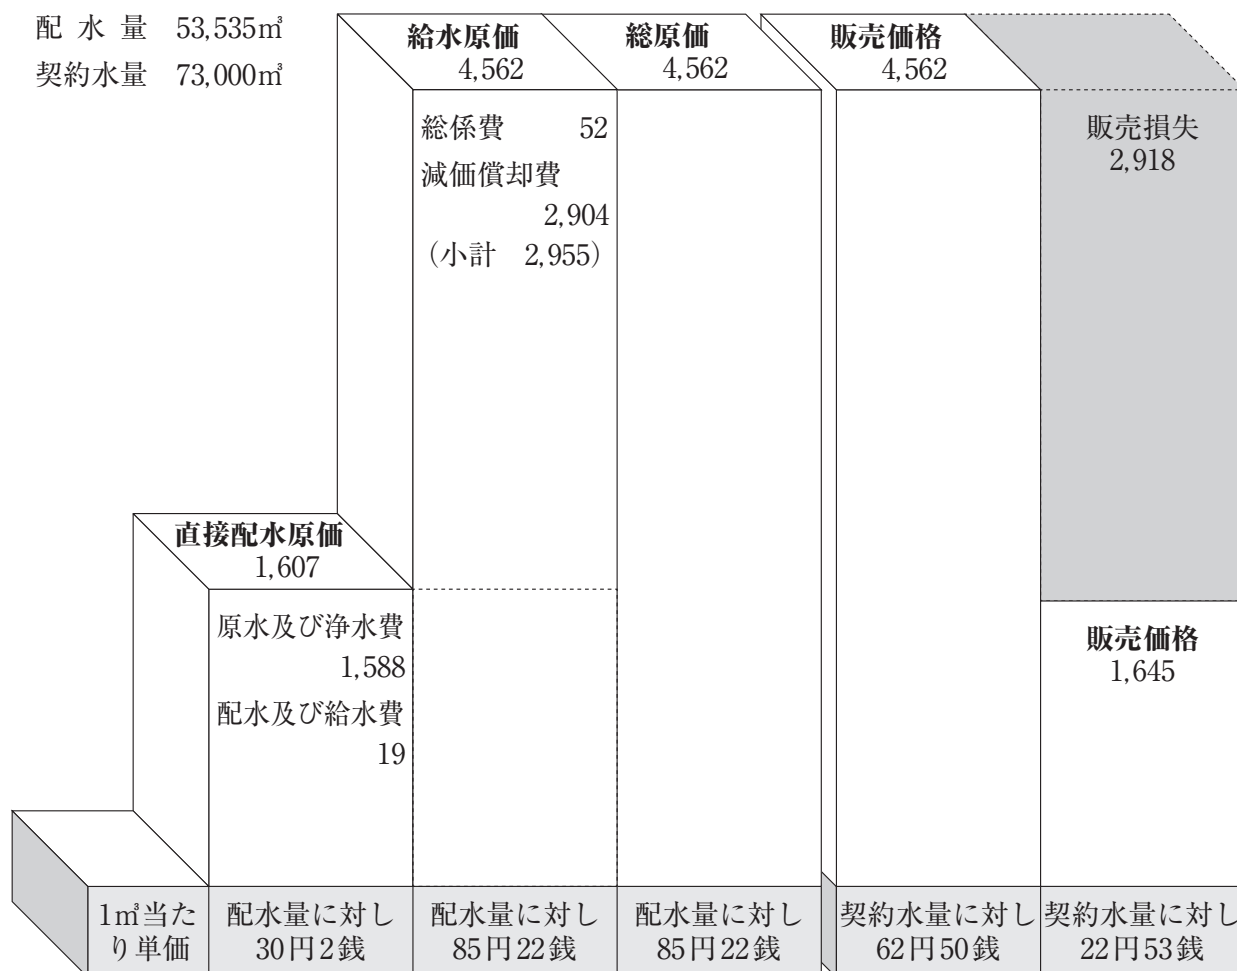 配水量 53,535㎥
契約水量 73,000㎥
給水原価
4,562
総原価
4,562
販売価格
4,562
総係費 52
減価償却費
2,904
（小計 2,955）
販売損失
2,918
直接配水原価
1,607
原水及び浄水費
1,588
配水及び給水費
19
販売価格
1,645
1㎥当た
り単価
配水量に対し
30円2銭
配水量に対し
85円22銭
配水量に対し
85円22銭
契約水量に対し
62円50銭
契約水量に対し
22円53銭